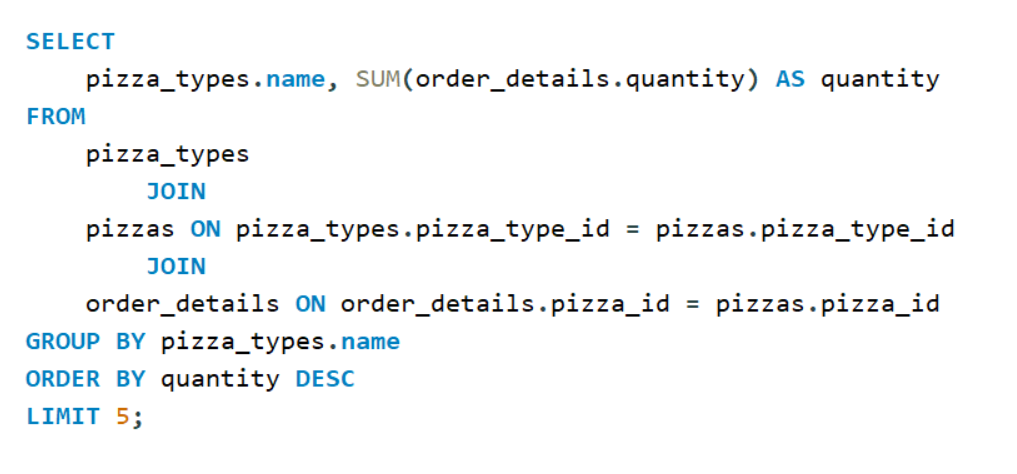 SELECT
    pizza_types.name, SUM(order_details.quantity) AS quantity
FROM
    pizza_types
        JOIN
    pizzas ON pizza_types.pizza_type_id = pizzas.pizza_type_id
        JOIN
    order_details ON order_details.pizza_id = pizzas.pizza_id
GROUP BY pizza_types.name
ORDER BY quantity DESC
LIMIT 5;